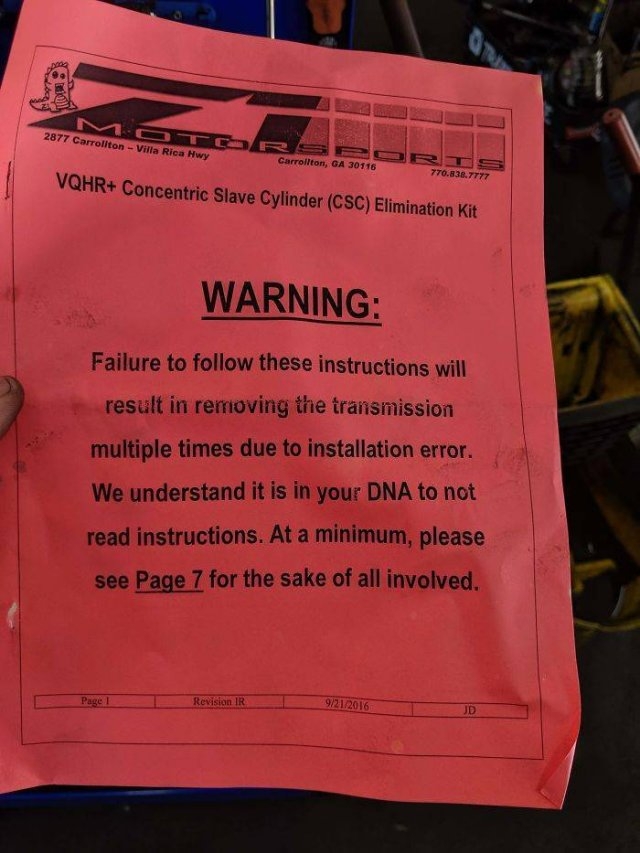 Z1
MOTORSPORTS
2877 Carrollton - Villa Rica Hwy
Carrollton, GA 30116
770.838.7777
VQHR+ Concentric Slave Cylinder (CSC) Elimination Kit
WARNING:
Failure to follow these instructions will
result in removing the transmission
multiple times due to installation error.
We understand it is in your DNA to not
read instructions. At a minimum, please
see Page 7 for the sake of all involved.
Page 1 Revision IR 9/21/2016 JD